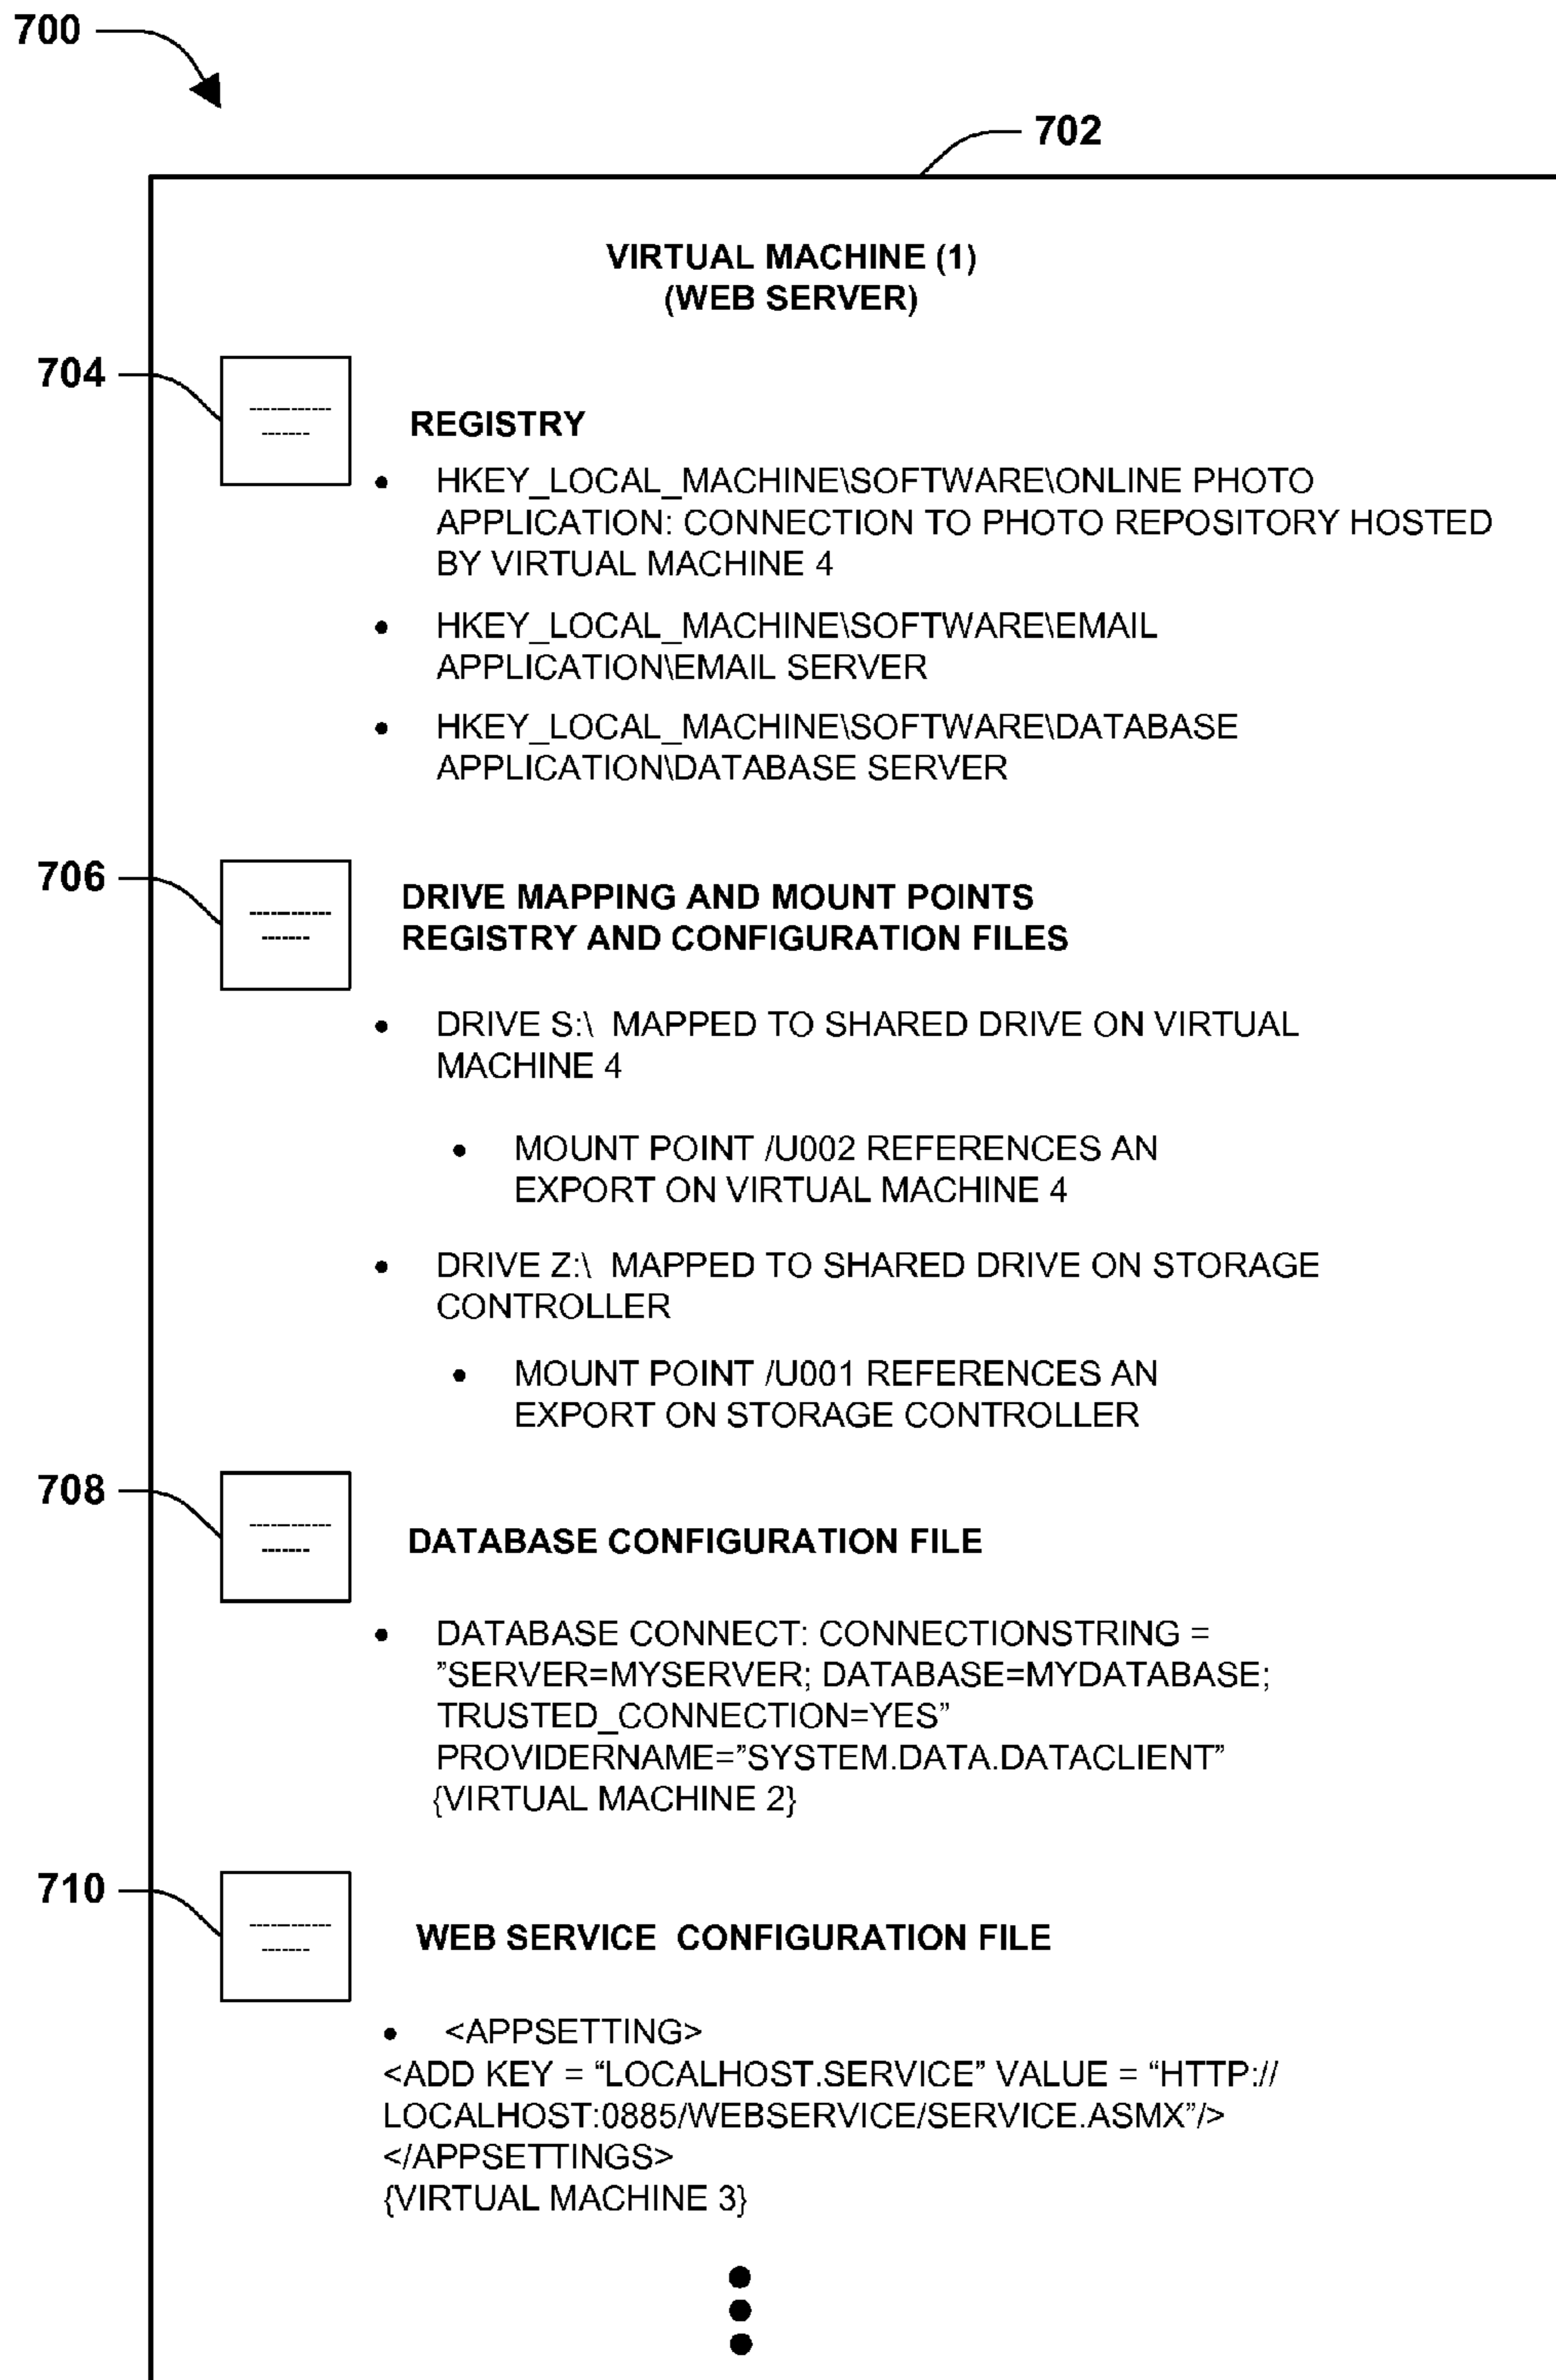 700
702
VIRTUAL MACHINE (1)
(WEB SERVER)
704
REGISTRY
• HKEY_LOCAL_MACHINE\SOFTWARE\ONLINE PHOTO
APPLICATION: CONNECTION TO PHOTO REPOSITORY HOSTED
BY VIRTUAL MACHINE 4
• HKEY_LOCAL_MACHINE\SOFTWARE\EMAIL
APPLICATION\EMAIL SERVER
• HKEY_LOCAL_MACHINE\SOFTWARE\DATABASE
APPLICATION\DATABASE SERVER
706
DRIVE MAPPING AND MOUNT POINTS
REGISTRY AND CONFIGURATION FILES
• DRIVE S:\ MAPPED TO SHARED DRIVE ON VIRTUAL
MACHINE 4
• MOUNT POINT /U002 REFERENCES AN
EXPORT ON VIRTUAL MACHINE 4
• DRIVE Z:\ MAPPED TO SHARED DRIVE ON STORAGE
CONTROLLER
• MOUNT POINT /U001 REFERENCES AN
EXPORT ON STORAGE CONTROLLER
708
DATABASE CONFIGURATION FILE
• DATABASE CONNECT: CONNECTIONSTRING =
”SERVER=MYSERVER; DATABASE=MYDATABASE;
TRUSTED_CONNECTION=YES”
PROVIDERNAME=”SYSTEM.DATA.DATACLIENT”
{VIRTUAL MACHINE 2}
710
WEB SERVICE CONFIGURATION FILE
• <APPSETTING>
<ADD KEY = “LOCALHOST.SERVICE” VALUE = “HTTP://
LOCALHOST:0885/WEBSERVICE/SERVICE.ASMX”/>
</APPSETTINGS>
{VIRTUAL MACHINE 3}